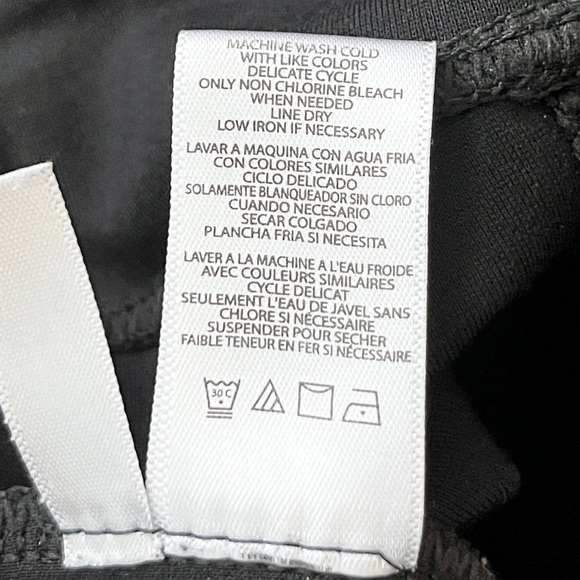 MACHINE WASH COLD
WITH LIKE COLORS
DELICATE CYCLE
ONLY NON CHLORINE BLEACH
WHEN NEEDED
LINE DRY
LOW IRON IF NECESSARY
LAVAR A MAQUINA CON AGUA FRIA
CON COLORES SIMILARES
CICLO DELICADO
SOLAMENTE BLANQUEADOR SIN CLORO
CUANDO NECESARIO
SECAR COLGADO
PLANCHA FRIA SI NECESITA
LAVER A LA MACHINE A L'EAU FROIDE
AVEC COULEURS SIMILAIRES
CYCLE DELICAT
SEULEMENT L'EAU DE JAVEL SANS
CHLORE SI NÉCESSAIRE
SUSPENDER POUR SECHER
FAIBLE TENEUR EN FER SI NÉCESSAIRE
30 C